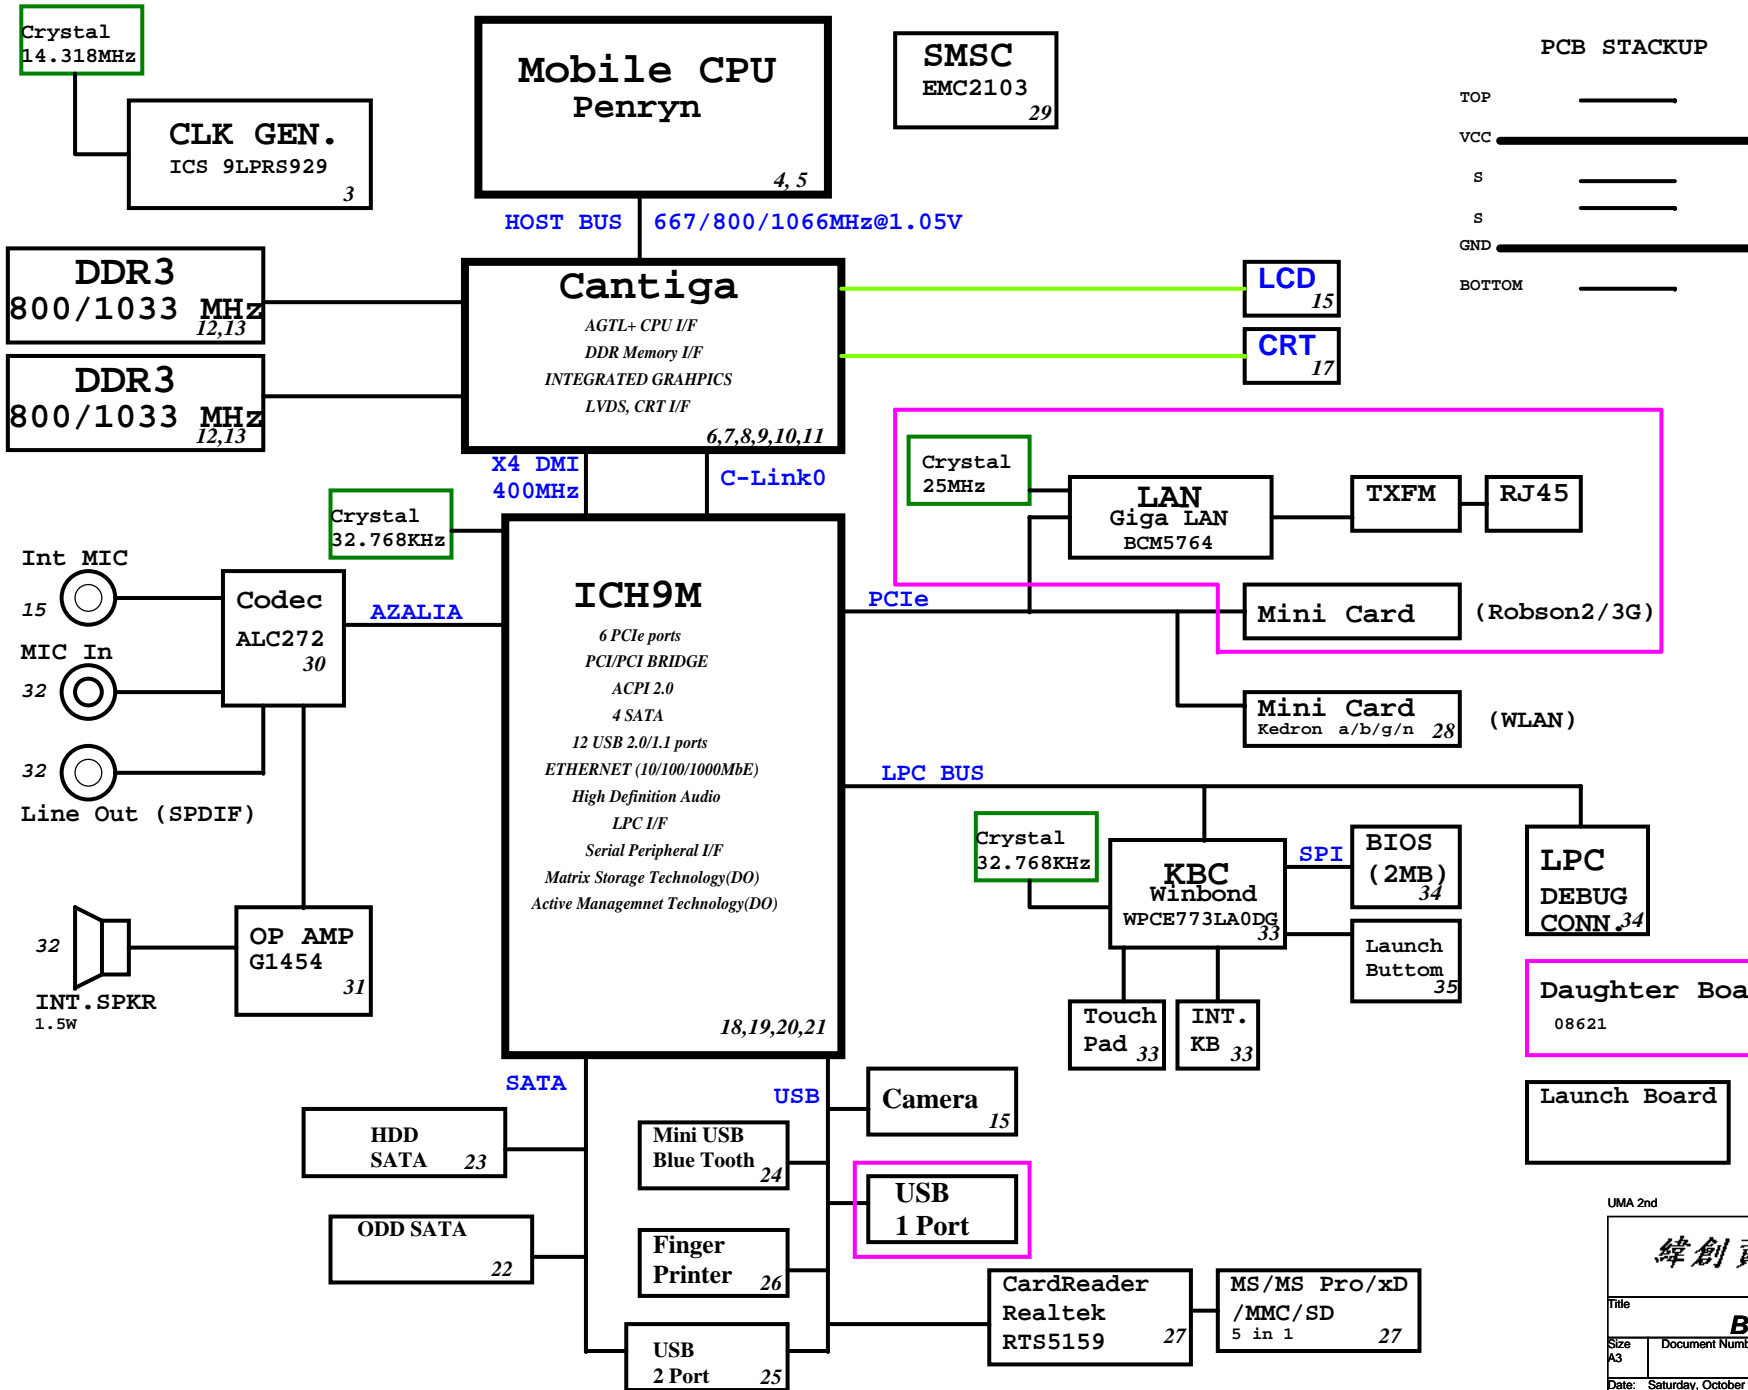 Crystal
14.318MHz
CLK GEN.
ICS 9LPRS929
3
Mobile CPU
Penryn
4, 5
SMSC
EMC2103
29
PCB STACKUP
TOP
VCC
S
S
GND
BOTTOM
HOST BUS
667/800/1066MHz@1.05V
DDR3
800/1033 MHz
12,13
DDR3
800/1033 MHz
12,13
Cantiga
AGTL+ CPU I/F
DDR Memory I/F
INTEGRATED GRAHPICS
LVDS, CRT I/F
6,7,8,9,10,11
LCD
15
CRT
17
X4 DMI
400MHz
C-Link0
Crystal
32.768KHz
Crystal
25MHz
LAN
Giga LAN
BCM5764
TXFM
RJ45
Int MIC
15
MIC In
32
32
Line Out (SPDIF)
Codec
ALC272
30
AZALIA
ICH9M
6 PCIe ports
PCI/PCI BRIDGE
ACPI 2.0
4 SATA
12 USB 2.0/1.1 ports
ETHERNET (10/100/1000MbE)
High Definition Audio
LPC I/F
Serial Peripheral I/F
Matrix Storage Technology(DO)
Active Managemnet Technology(DO)
18,19,20,21
PCIe
Mini Card
(Robson2/3G)
Mini Card
Kedron a/b/g/n 28
(WLAN)
LPC BUS
Crystal
32.768KHz
KBC
Winbond
WPCE773LA0DG
33
SPI
BIOS
(2MB)
34
Launch
Buttom
35
LPC
DEBUG
CONN.
34
Touch
Pad 33
INT.
KB 33
32
INT.SPKR
1.5W
OP AMP
G1454
31
Daughter Boa
08621
Launch Board
SATA
USB
HDD
SATA 23
ODD SATA
22
Mini USB
Blue Tooth
24
Finger
Printer
26
USB
2 Port 25
Camera
15
USB
1 Port
CardReader
Realtek
RTS5159 27
MS/MS Pro/xD
/MMC/SD
5 in 1 27
UMA 2nd
緯創
Title
B
Size
A3
Document Numb
Date: Saturday, October